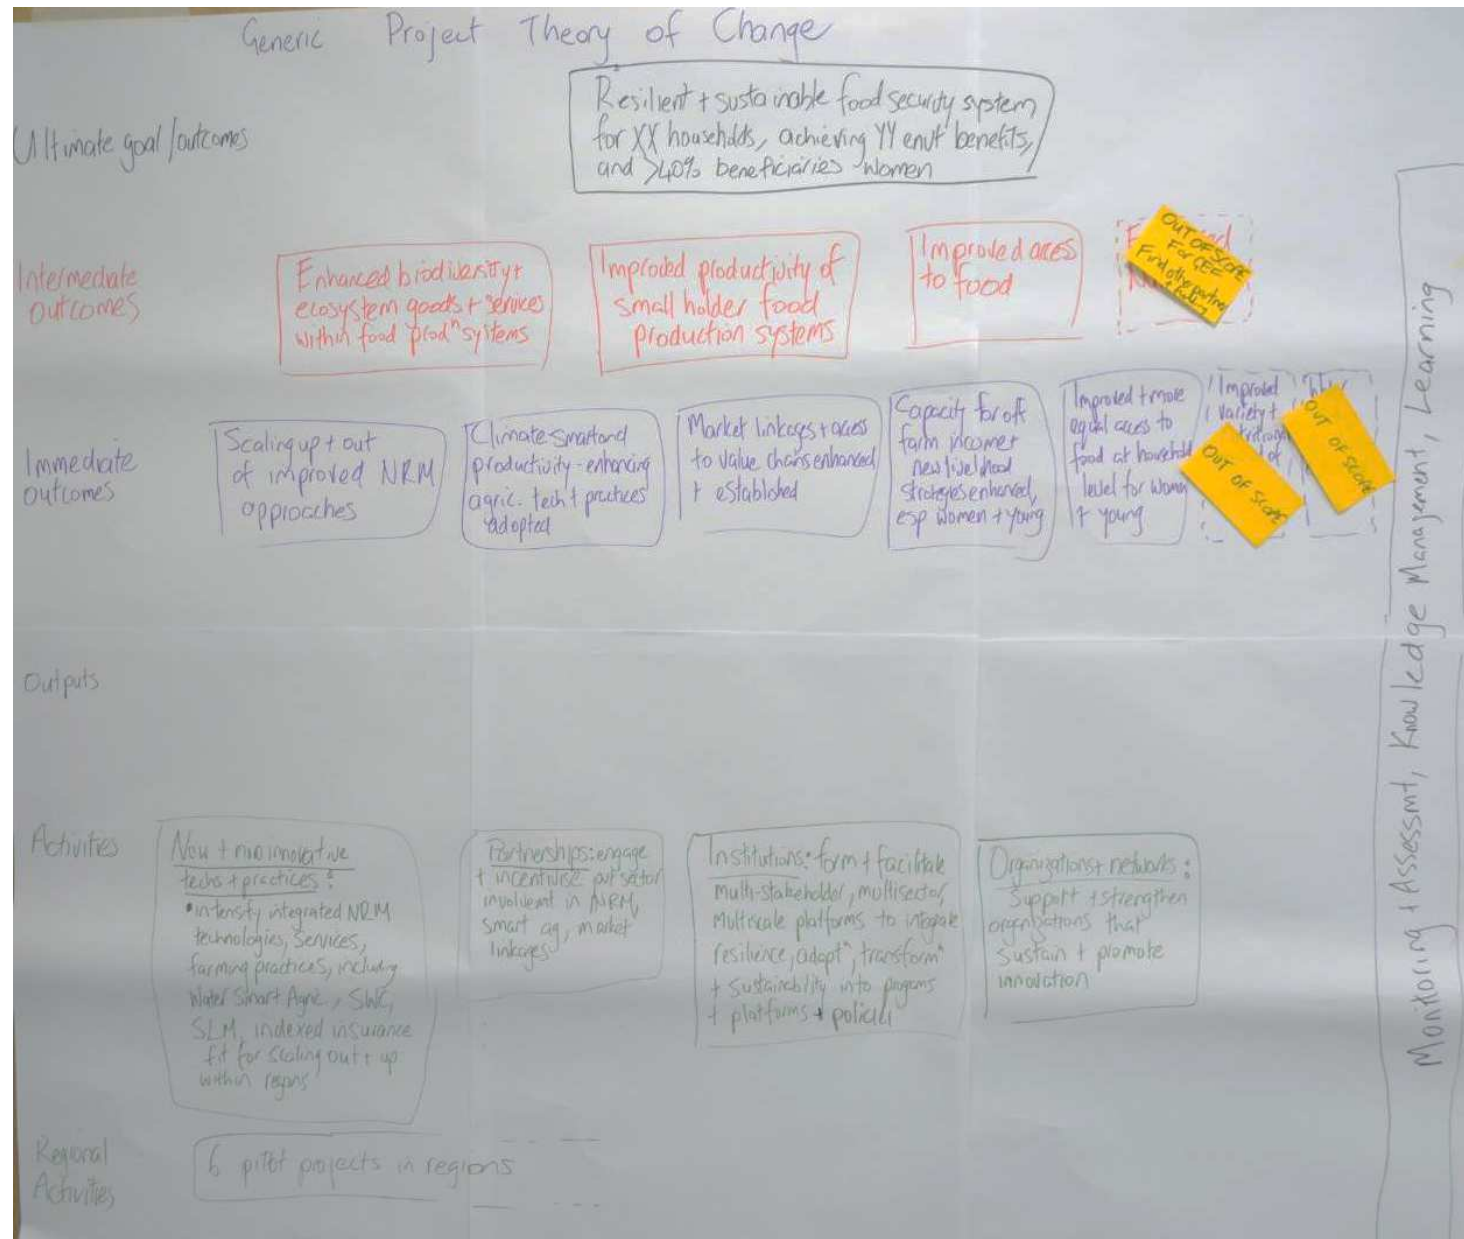 Generic Project Theory of Change
Ultimate goal/outcomes
Resilient + sustainable food security system
for XX households, achieving YY envt' benefits,
and >40% beneficiaries women
Intermediate
outcomes
Enhanced biodiversity +
ecosystem goods + services
within food prodⁿ systems
Improved productivity of
small holder food
production systems
Improved access
to food
OUT OF SCOPE
For GEF
Find other partner
Immediate
outcomes
Scaling up + out
of improved NRM
approaches
Climate smart and
productivity-enhancing
agric. tech + practices
adopted
Market linkages + access
to value chains enhanced
+ established
Capacity for off
farm income +
new livelihood
strategies enhanced,
esp women + young
Improved + more
equal access to
food at household
level for women
+ young
Improved
variety +
of
OUT OF SCOPE
OUT OF SCOPE
Outputs
Activities
New + innovative
techs + practices:
• intensify integrated NRM
technologies, services,
farming practices, including
Water Smart Agric, SWC,
SLM, indexed insurance
fit for scaling out + up
within regions
Partnerships: engage
+ incentivise sector
involvemt in NRM,
smart ag, market
linkages
Institutions: form + facilitate
multi-stakeholder, multisector,
multiscale platforms to integrate
resilience, adaptⁿ, transformⁿ
+ sustainability into progams
+ platforms + policies
Organizations + networks:
Support + strengthen
organizations that
sustain + promote
innovation
Regional
Activities
6 pilot projects in regions
Monitoring + Assessmt, Knowledge Management, Learning